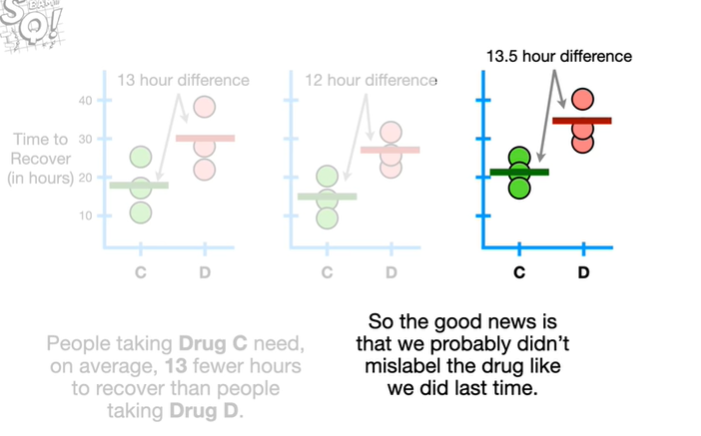 13.5 hour difference
13 hour difference
12 hour difference
40
Time to 30
Recover
(in hours) 20
10
C D
C D
C D
People taking Drug C need,
on average, 13 fewer hours
to recover than people
taking Drug D.
So the good news is
that we probably didn't
mislabel the drug like
we did last time.